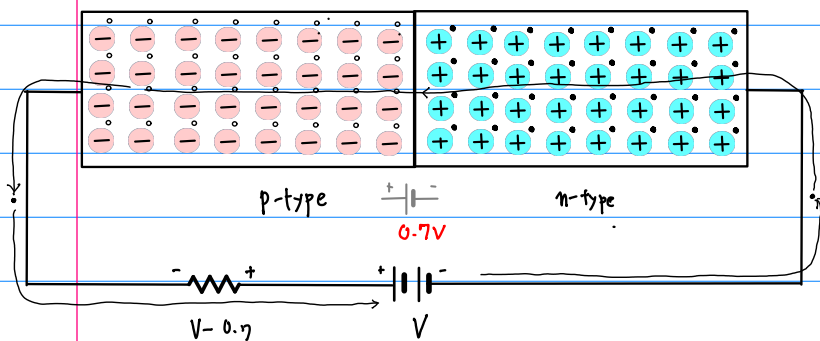 p-type
n-type
+ -
0.7V
- +
+ -
V-0.7
V